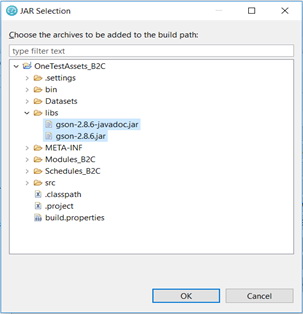 JAR Selection
Choose the archives to be added to the build path:
type filter text
OneTestAssets_B2C
.settings
bin
Datasets
libs
gson-2.8.6-javadoc.jar
gson-2.8.6.jar
META-INF
Modules_B2C
Schedules_B2C
src
.classpath
.project
build.properties
OK
Cancel